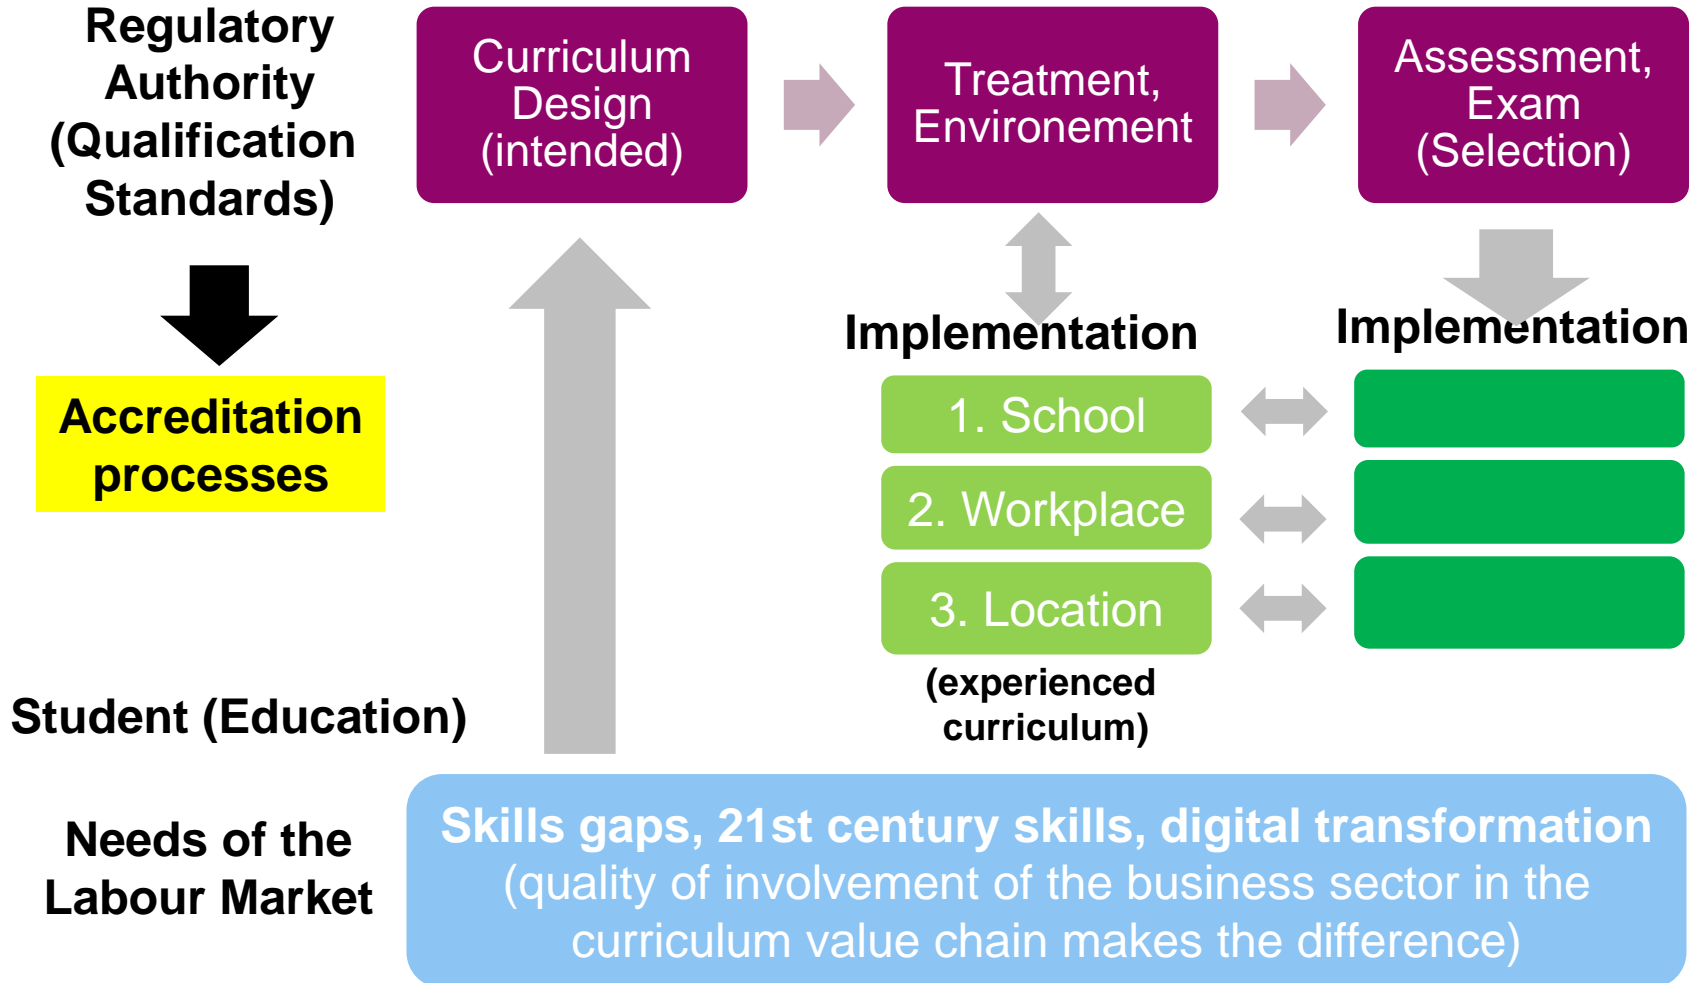 Regulatory
Authority
(Qualification
Standards)
Curriculum
Design
(intended)
Treatment,
Environement
Assessment,
Exam
(Selection)
Accreditation
processes
Implementation
1. School
2. Workplace
3. Location
(experienced
curriculum)
Implementation
Student (Education)
Needs of the
Labour Market
Skills gaps, 21st century skills, digital transformation
(quality of involvement of the business sector in the
curriculum value chain makes the difference)